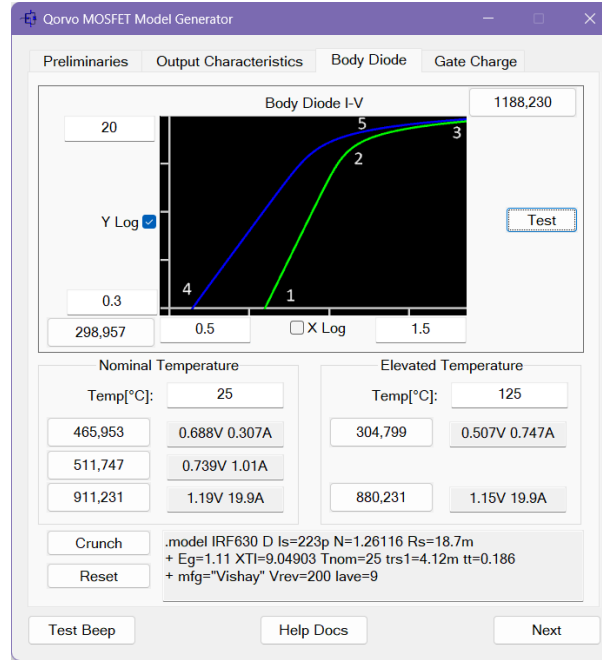 Qorvo MOSFET Model Generator
Preliminaries Output Characteristics Body Diode Gate Charge
Body Diode I-V 1188,230
20 5 3
2
Y Log Test
4 1
0.3
298,957 0.5 X Log 1.5
Nominal Temperature Elevated Temperature
Temp[°C]: 25 Temp[°C]: 125
465,953 0.688V 0.307A 304,799 0.507V 0.747A
511,747 0.739V 1.01A
911,231 1.19V 19.9A 880,231 1.15V 19.9A
Crunch .model IRF630 D Is=223p N=1.26116 Rs=18.7m
+ Eg=1.11 XTI=9.04903 Tnom=25 trs1=4.12m tt=0.186
Reset + mfg="Vishay" Vrev=200 Iave=9
Test Beep Help Docs Next